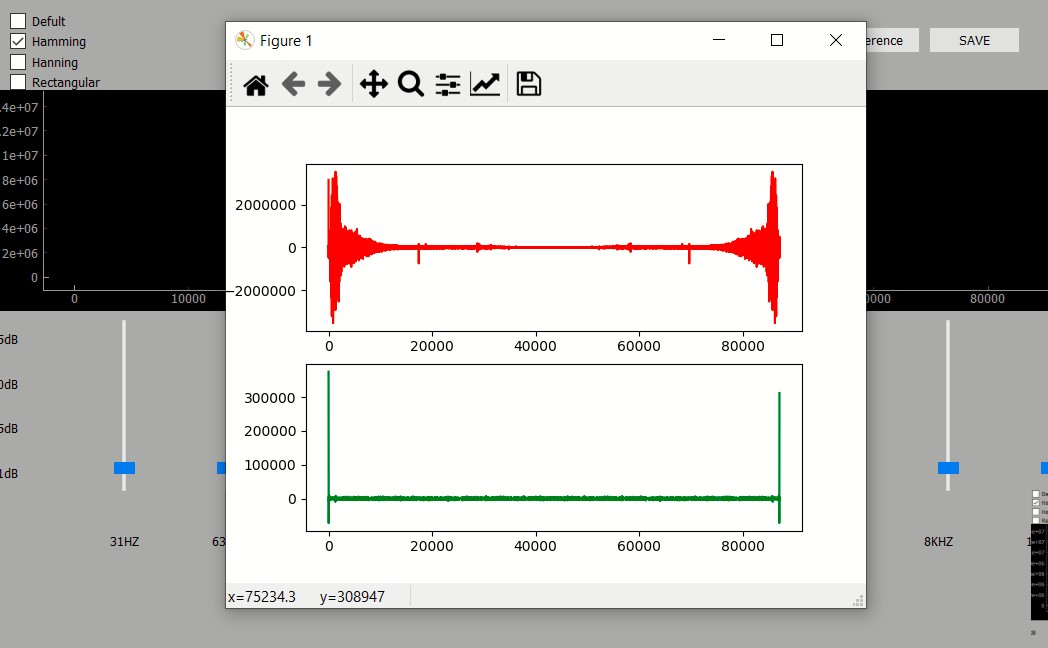 Defult
Hamming
Hanning
Rectangular
Figure 1
erence
SAVE
.4e+07
.2e+07
1e+07
8e+06
6e+06
4e+06
2e+06
0
0 10000 0000 80000
2000000
0
−2000000
0 20000 40000 60000 80000
300000
200000
100000
0
0 20000 40000 60000 80000
x=75234.3 y=308947
5dB
0dB
5dB
1dB
31HZ 63 8KHZ 1